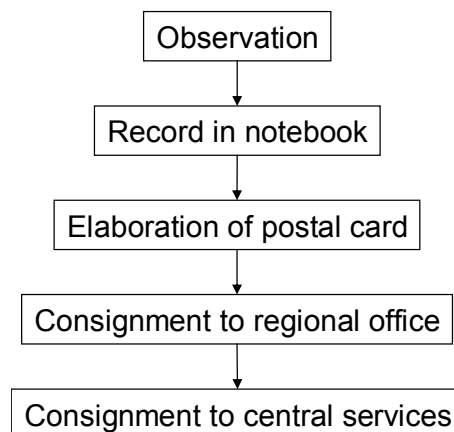 Observation
Record in notebook
Elaboration of postal card
Consignment to regional office
Consignment to central services